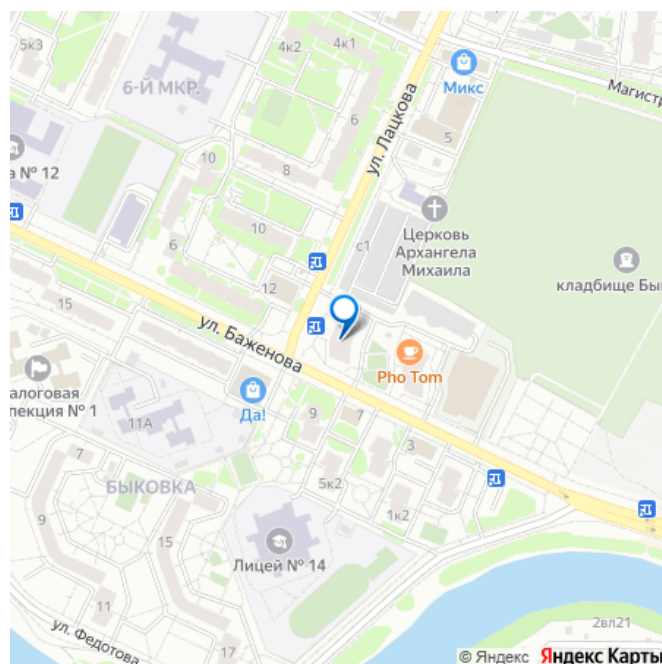 5к3
4к2
4к1
6-Й МКР.
Микс
Магистр
ул. Лацкова
6
5
10
8
а № 12
Церковь
Архангела
Михаила
10
с1
6
кладбище Бы
12
15
ул. Баженова
Pho Tom
алоговая
пекция № 1
Да!
11А
9
7
3
7
БЫКОВКА
5к2
9
15
1к2
Лицей № 14
11
ул. Федотова
17
2вл21
© Яндекс Яндекс Карты